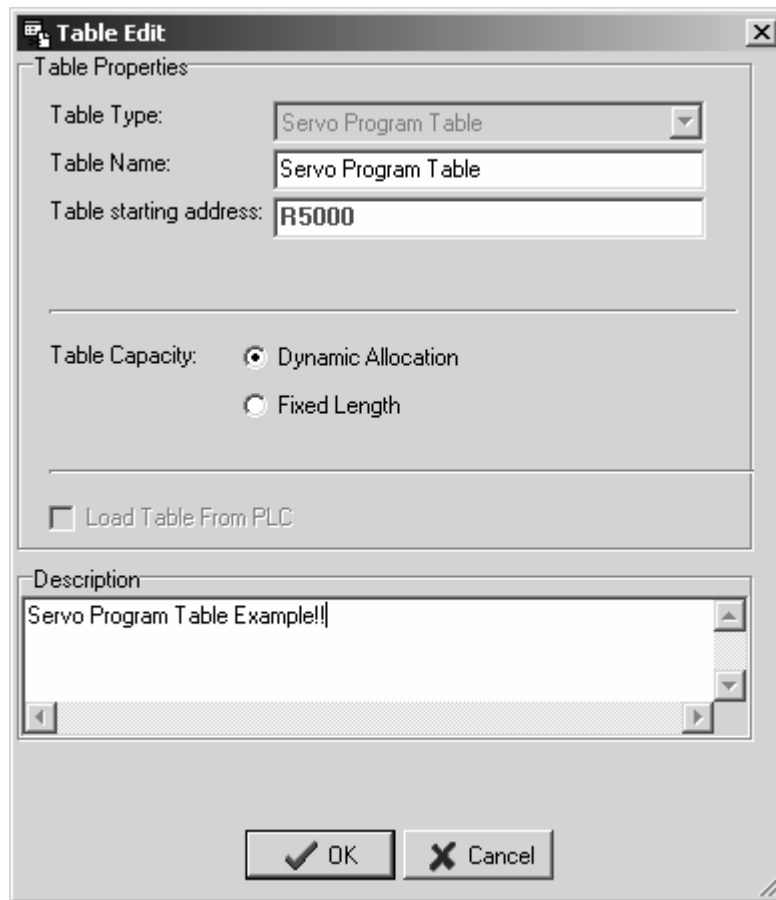 Table Edit
Table Properties
Table Type: Servo Program Table
Table Name: Servo Program Table
Table starting address: R5000
Table Capacity: Dynamic Allocation
Fixed Length
Load Table From PLC
Description
Servo Program Table Example!!
OK Cancel